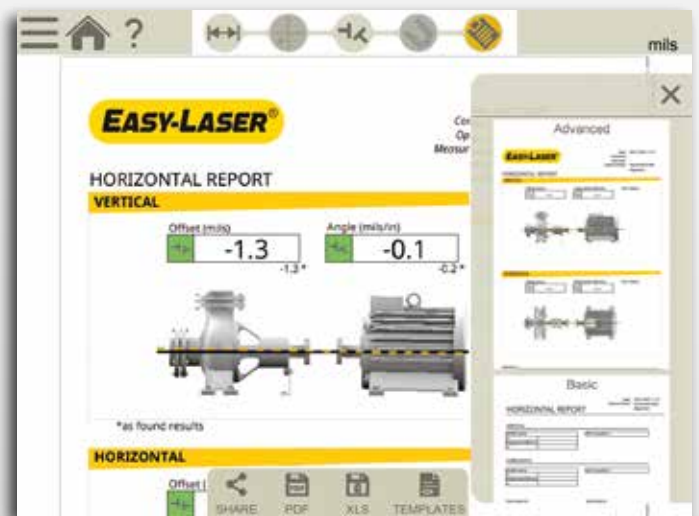 ?
mils
EASY-LASER®
HORIZONTAL REPORT
VERTICAL
Offset (mils)
-1.3
-1.3 *
Angle (mils/in)
-0.1
-0.2 *
*as found results
HORIZONTAL
Offset (
SHARE
PDF
XLS
TEMPLATES
Advanced
EASY-LASER
HORIZONTAL REPORT
Basic
HORIZONTAL REPORT